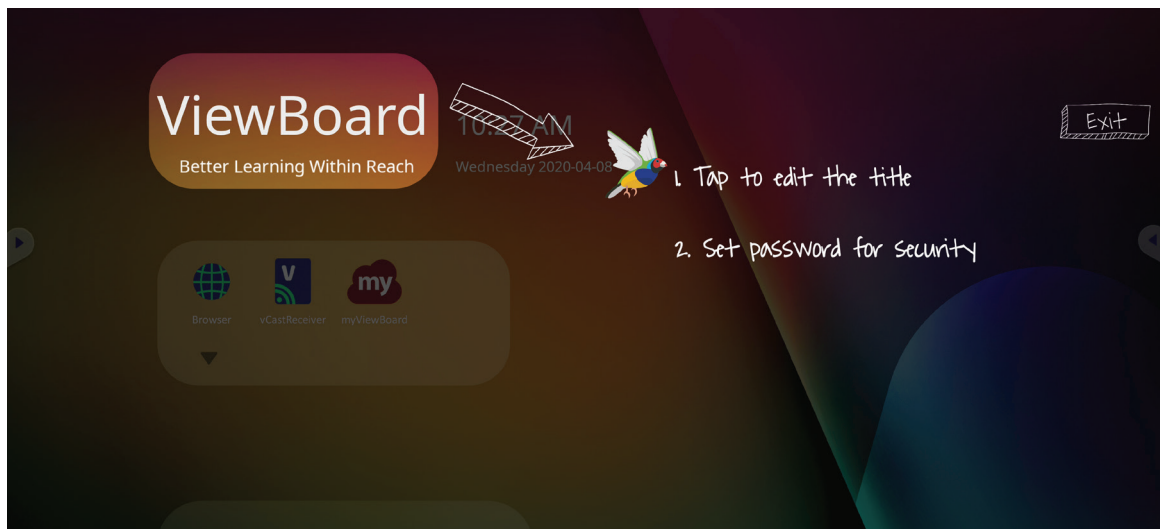 ViewBoard
Better Learning Within Reach
10:27 AM
Wednesday 2020-04-08
Exit
1. Tap to edit the title
2. Set password for security
V
my
Browser
vCastReceiver
myViewBoard